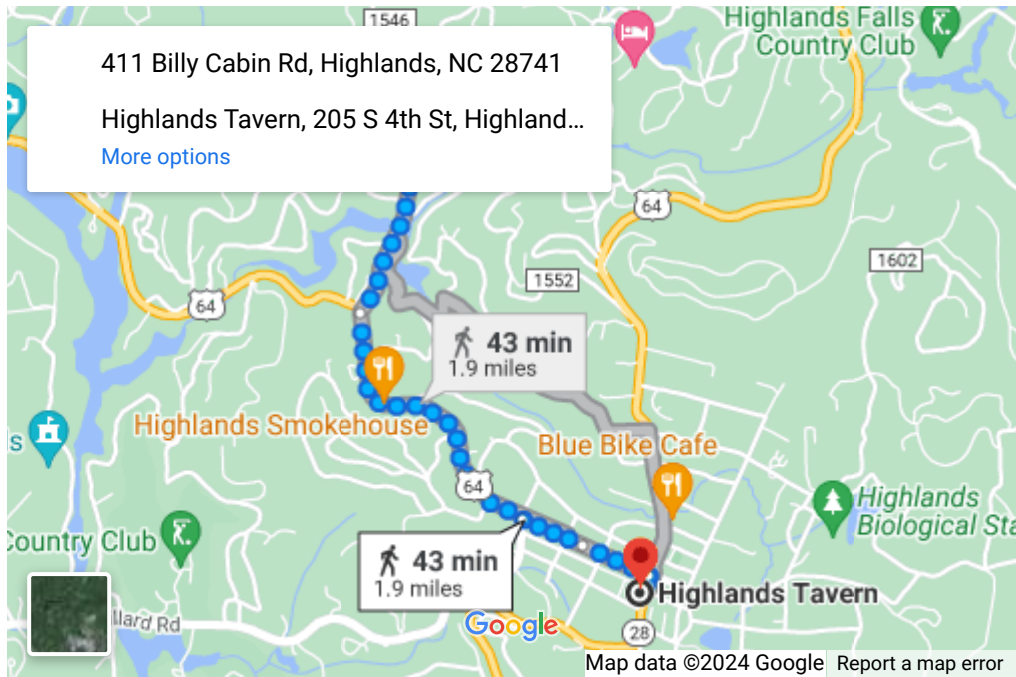 1546
Highlands Falls
Country Club
411 Billy Cabin Rd, Highlands, NC 28741
Highlands Tavern, 205 S 4th St, Highland...
More options
64
1602
1552
64
43 min
1.9 miles
Highlands Smokehouse
s
Blue Bike Cafe
64
Highlands
Biological Sta
Country Club
43 min
1.9 miles
Highlands Tavern
llard Rd
Google
28
Map data ©2024 Google
Report a map error